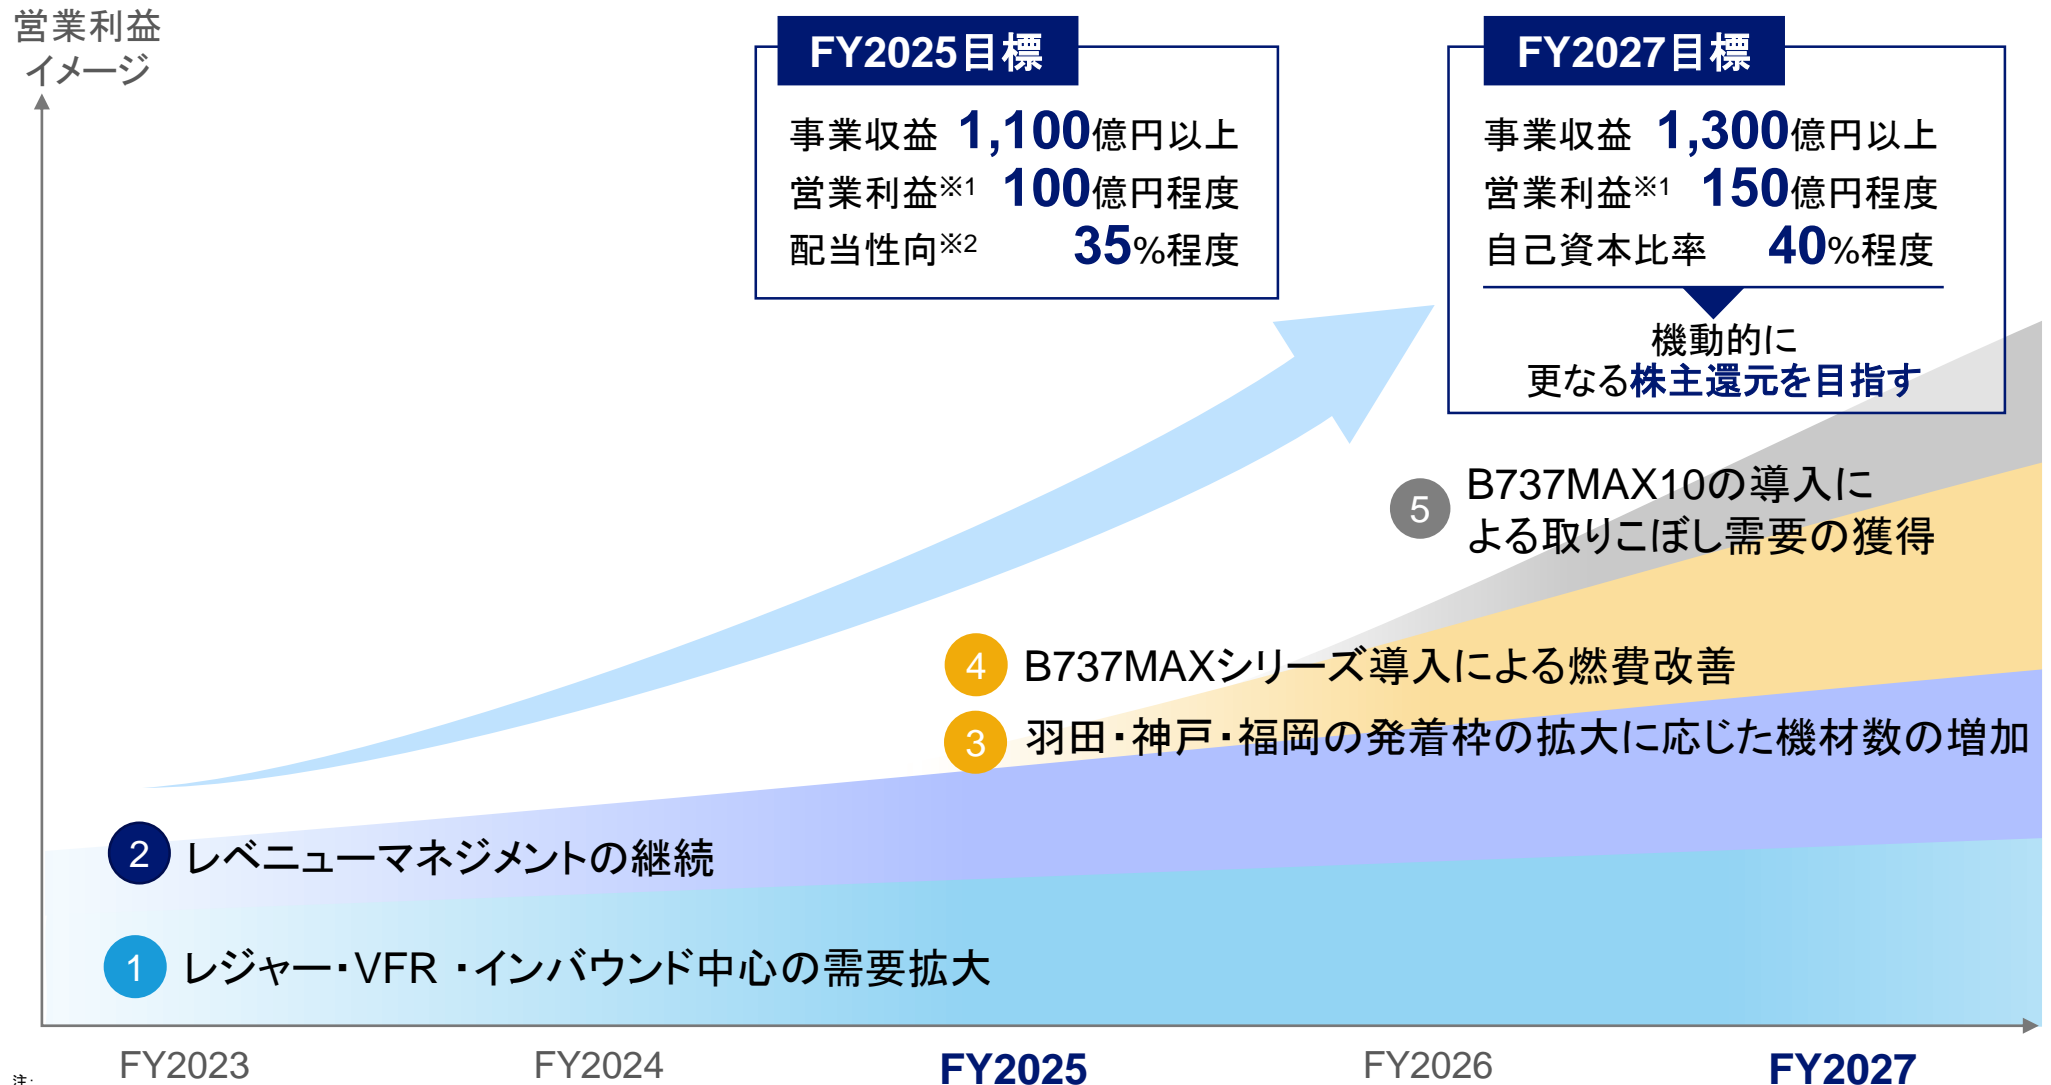 営業利益
イメージ
FY2025目標
事業収益 1,100億円以上
営業利益※1 100億円程度
配当性向※2 35%程度
FY2027目標
事業収益 1,300億円以上
営業利益※1 150億円程度
自己資本比率 40%程度
機動的に
更なる株主還元を目指す
5 B737MAX10の導入に
よる取りこぼし需要の獲得
4 B737MAXシリーズ導入による燃費改善
3 羽田・神戸・福岡の発着枠の拡大に応じた機材数の増加
2 レベニューマネジメントの継続
1 レジャー・VFR ・インバウンド中心の需要拡大
FY2023 FY2024 FY2025 FY2026 FY2027
注: